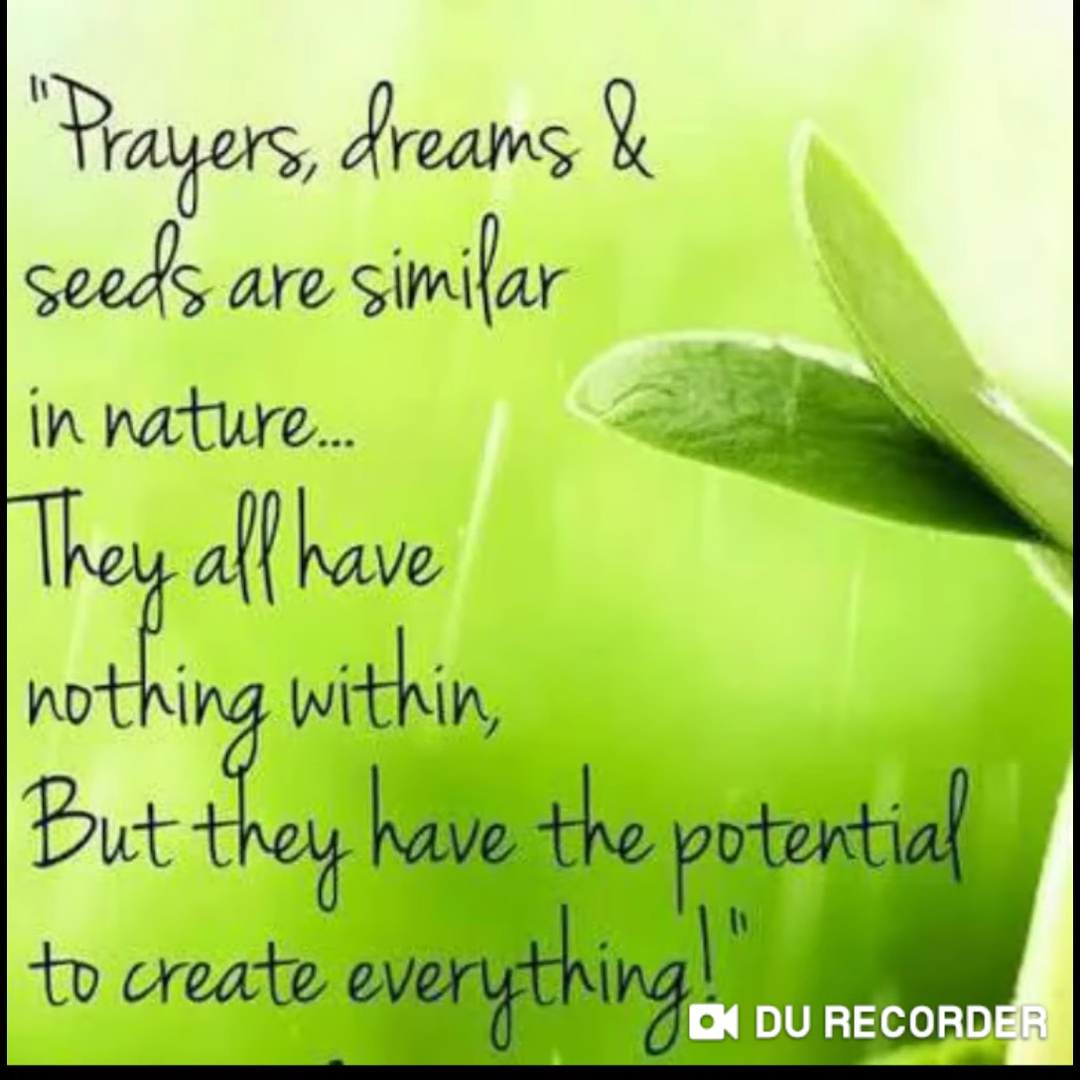 "Prayers, dreams &
seeds are similar
in nature...
They all have
nothing within,
But they have the potential
to create everything!"
DU RECORDER